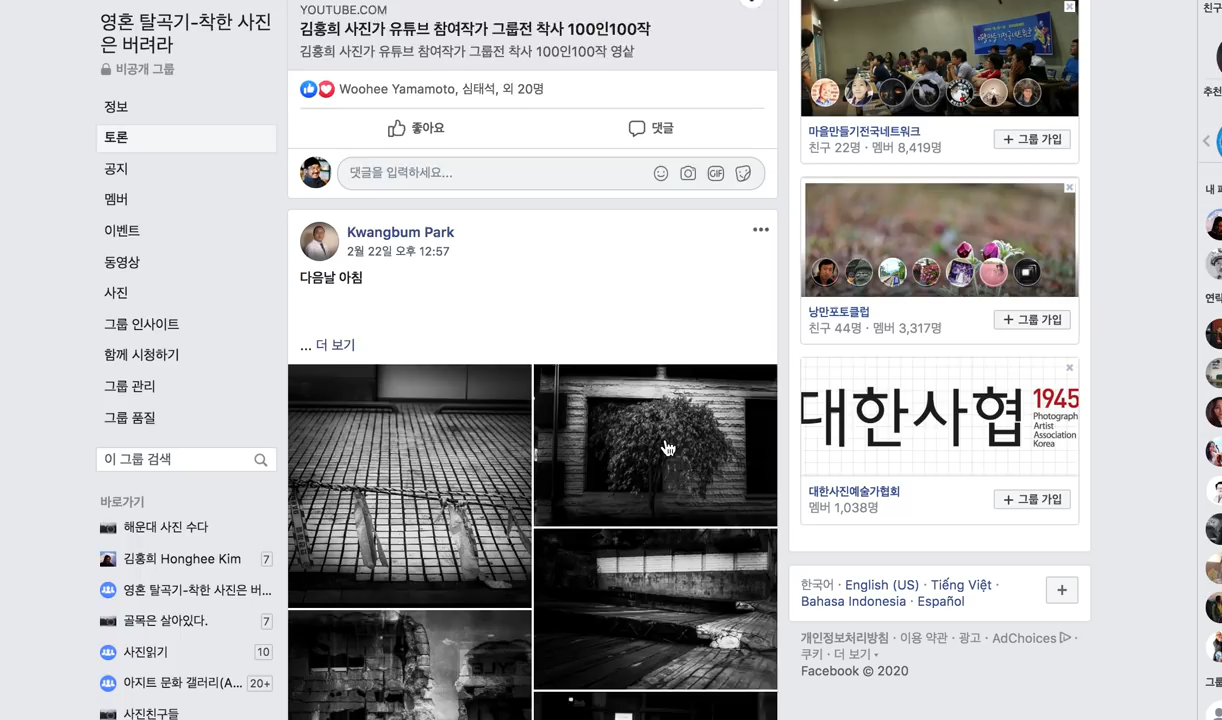 영혼 탈곡기-착한 사진
은 버려라
비공개 그룹
정보
토론
공지
멤버
이벤트
동영상
사진
그룹 인사이트
함께 시청하기
그룹 관리
그룹 품질
이 그룹 검색
바로가기
해운대 사진 수다
김홍희 Honghee Kim 7
영혼 탈곡기-착한 사진은 버...
골목은 살아있다. 7
사진읽기 10
아지트 문화 갤러리(A... 20+
사진친구들
YOUTUBE.COM
김홍희 사진가 유튜브 참여작가 그룹전 착사 100인100작
김홍희 사진가 유튜브 참여작가 그룹전 착사 100인100작 영상
Woohee Yamamoto, 심태석, 외 20명
좋아요 댓글
댓글을 입력하세요...
GIF
Kwangbum Park
2월 22일 오후 12:57
다음날 아침
... 더 보기
마을만들기전국네트워크
친구 22명 · 멤버 8,419명
+ 그룹 가입
낭만포토클럽
친구 44명 · 멤버 3,317명
+ 그룹 가입
대한사협
1945
Photograph
Artist
Association
Korea
대한사진예술가협회
멤버 1,038명
+ 그룹 가입
한국어 · English (US) · Tiếng Việt ·
Bahasa Indonesia · Español
개인정보처리방침 · 이용 약관 · 광고 · AdChoices ·
쿠키 · 더 보기
Facebook © 2020
친구
추천
내 페
연락
그룹